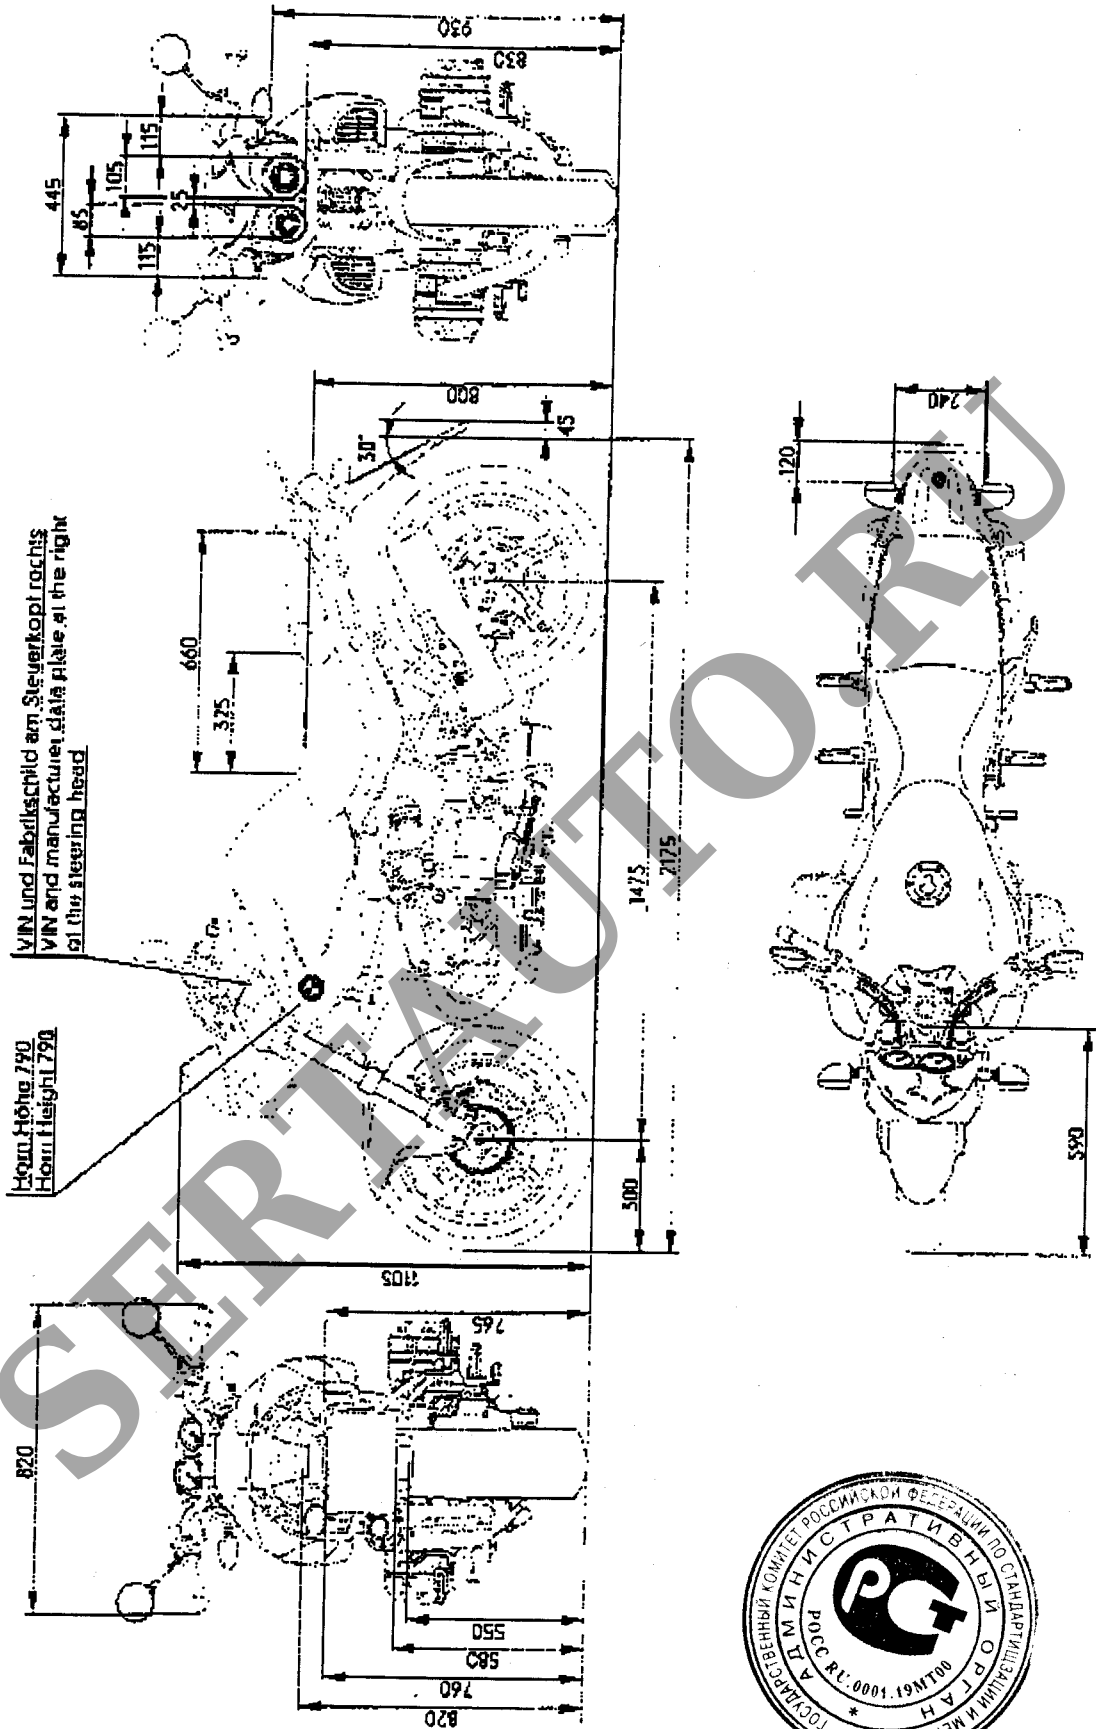 VIN und Fabrikschild am Steuerkopf rechts
VIN and manufacturer data plate at the right
of the steering head
Horn Höhe 790
Horn Height 790
930
830
445
115
105
25
85
115
800
45
30°
660
325
1475
2175
300
1105
240
120
590
820
765
550
580
760
820
SERTAUTO.RU
ГОСУДАРСТВЕННЫЙ КОМИТЕТ РОССИЙСКОЙ ФЕДЕРАЦИИ ПО СТАНДАРТИЗАЦИИ И
АДМИНИСТРАТИВНЫЙ ОРГАН *
РОСС RU.0001.19МТ00